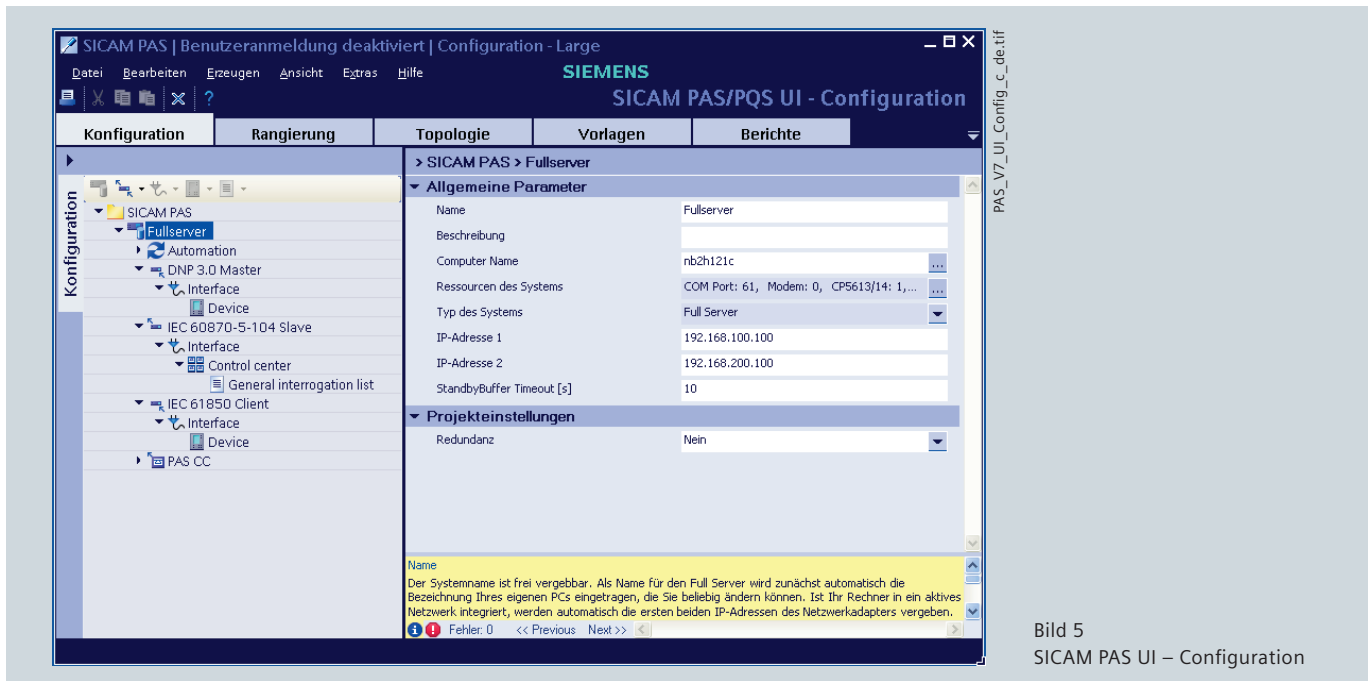 SICAM PAS | Benutzeranmeldung deaktiviert | Configuration - Large
Datei Bearbeiten Erzeugen Ansicht Extras Hilfe
SIEMENS
SICAM PAS/PQS UI - Configuration
Konfiguration Rangierung Topologie Vorlagen Berichte
Konfiguration
SICAM PAS
Fullserver
Automation
DNP 3.0 Master
Interface
Device
IEC 60870-5-104 Slave
Interface
Control center
General interrogation list
IEC 61850 Client
Interface
Device
PAS CC
> SICAM PAS > Fullserver
Allgemeine Parameter
Name Fullserver
Beschreibung
Computer Name nb2h121c ...
Ressourcen des Systems COM Port: 61, Modem: 0, CP5613/14: 1,... ...
Typ des Systems Full Server
IP-Adresse 1 192.168.100.100
IP-Adresse 2 192.168.200.100
StandbyBuffer Timeout [s] 10
Projekteinstellungen
Redundanz Nein
Name
Der Systemname ist frei vergebbar. Als Name für den Full Server wird zunächst automatisch die
Bezeichnung Ihres eigenen PCs eingetragen, die Sie beliebig ändern können. Ist Ihr Rechner in ein aktives
Netzwerk integriert, werden automatisch die ersten beiden IP-Adressen des Netzwerkadapters vergeben.
Fehler: 0 << Previous Next >>
PAS_V7_UI_Config_c_de.tif
Bild 5
SICAM PAS UI – Configuration